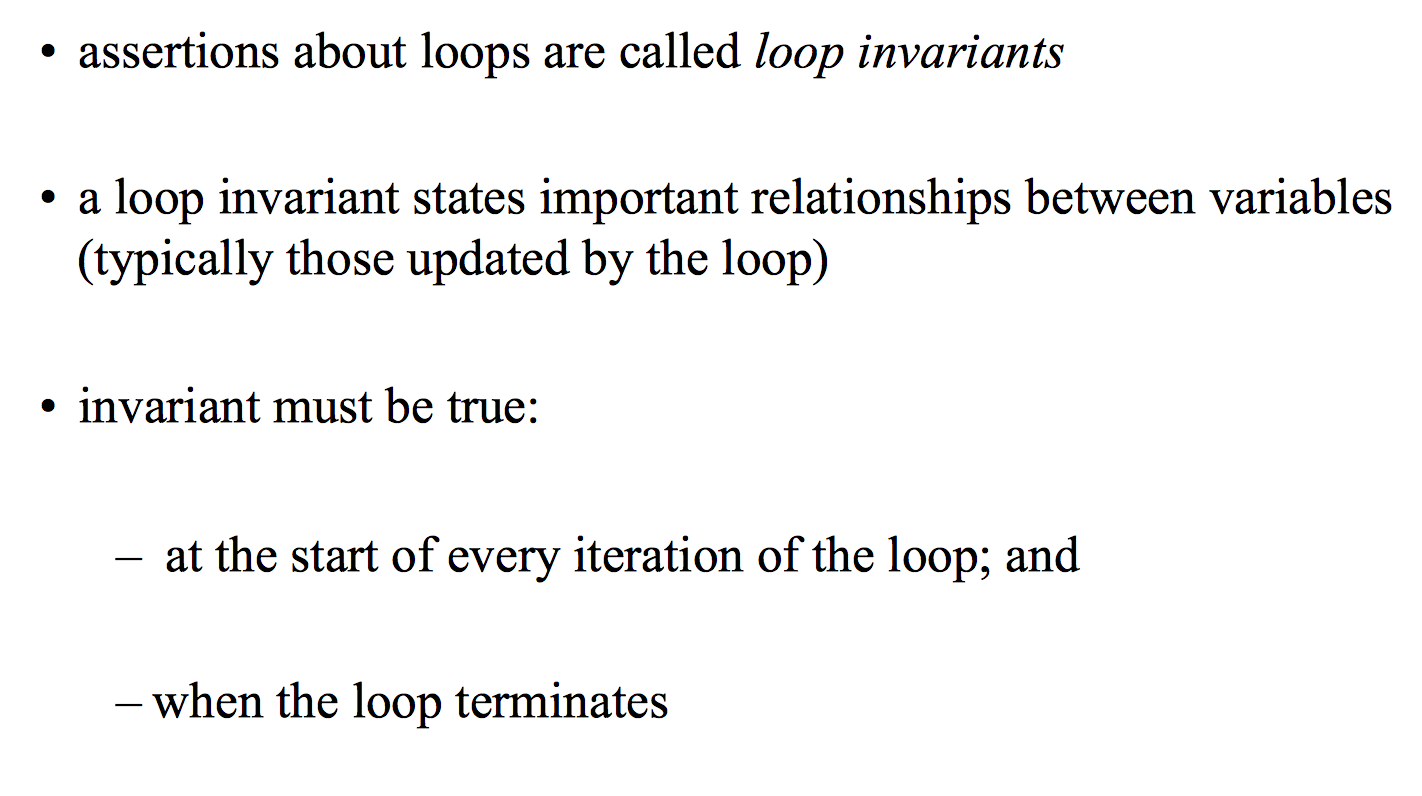 • assertions about loops are called loop invariants
• a loop invariant states important relationships between variables
(typically those updated by the loop)
• invariant must be true:
– at the start of every iteration of the loop; and
– when the loop terminates